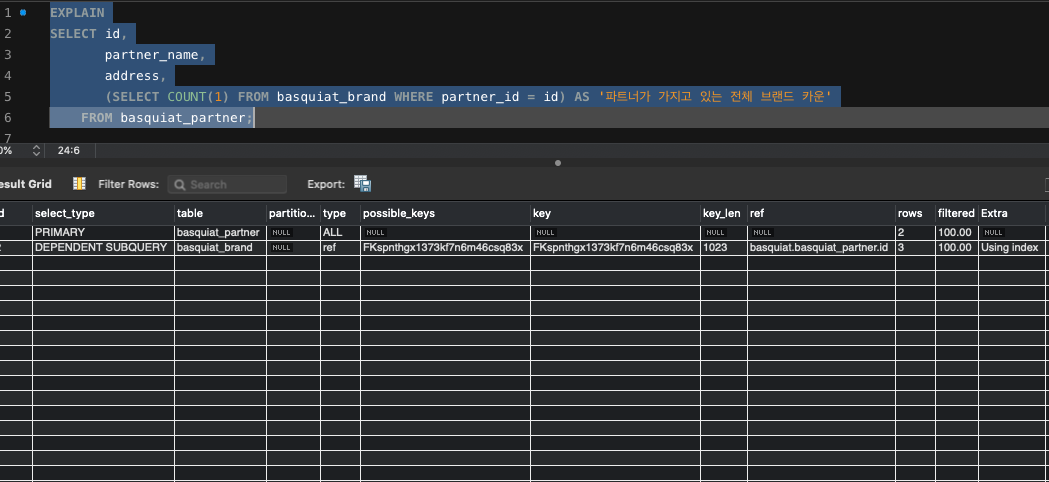 1 EXPLAIN
2 SELECT id,
3 partner_name,
4 address,
5 (SELECT COUNT(1) FROM basquiat_brand WHERE partner_id = id) AS '파트너가 가지고 있는 전체 브랜드 카운'
6 FROM basquiat_partner;
7
0% 24:6
esult Grid Filter Rows: Search Export:
d select_type table partitio... type possible_keys key key_len ref rows filtered Extra
PRIMARY basquiat_partner NULL ALL NULL NULL NULL NULL 2 100.00 NULL
2 DEPENDENT SUBQUERY basquiat_brand NULL ref FKspnthgx1373kf7n6m46csq83x FKspnthgx1373kf7n6m46csq83x 1023 basquiat.basquiat_partner.id 3 100.00 Using index